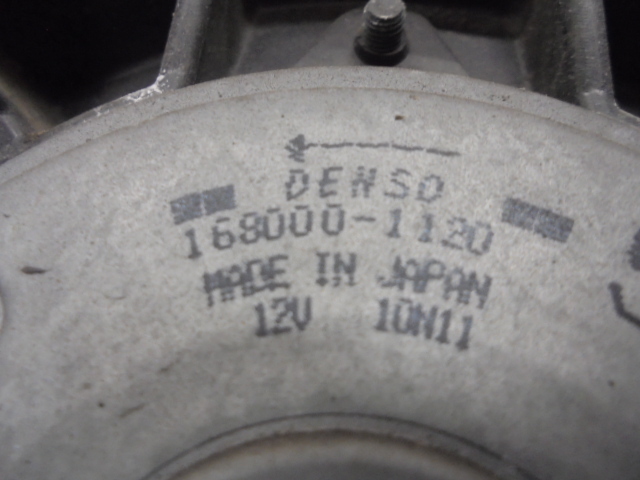 DENSO
168000-1120
MADE IN JAPAN
12V 10N11